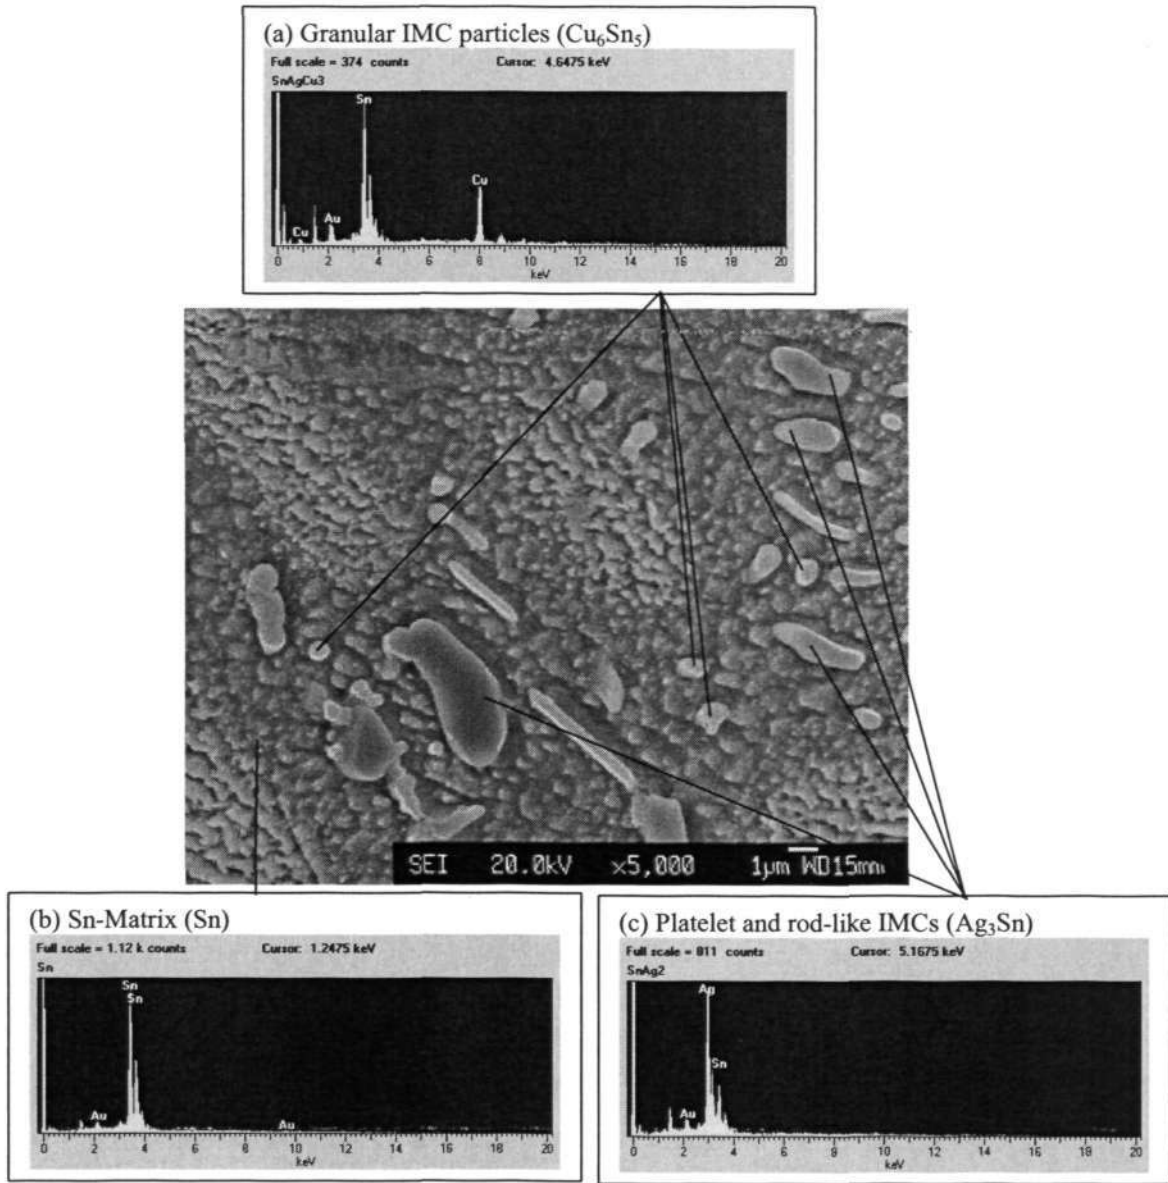 (a) Granular IMC particles (Cu₆Sn₅)
Full scale = 374 counts Cursor: 4.6475 keV
SnAgCu3
Sn
Cu
Au
Cu
0 2 4 6 8 10 12 14 16 18 20
keV
SEI 20.0kV x5,000 1µm WD15mm
(b) Sn-Matrix (Sn)
Full scale = 1.12 k counts Cursor: 1.2475 keV
Sn
Sn
Sn
Au
Au
0 2 4 6 8 10 12 14 16 18 20
keV
(c) Platelet and rod-like IMCs (Ag₃Sn)
Full scale = 811 counts Cursor: 5.1675 keV
SnAg2
Ag
Sn
Au
0 2 4 6 8 10 12 14 16 18 20
keV